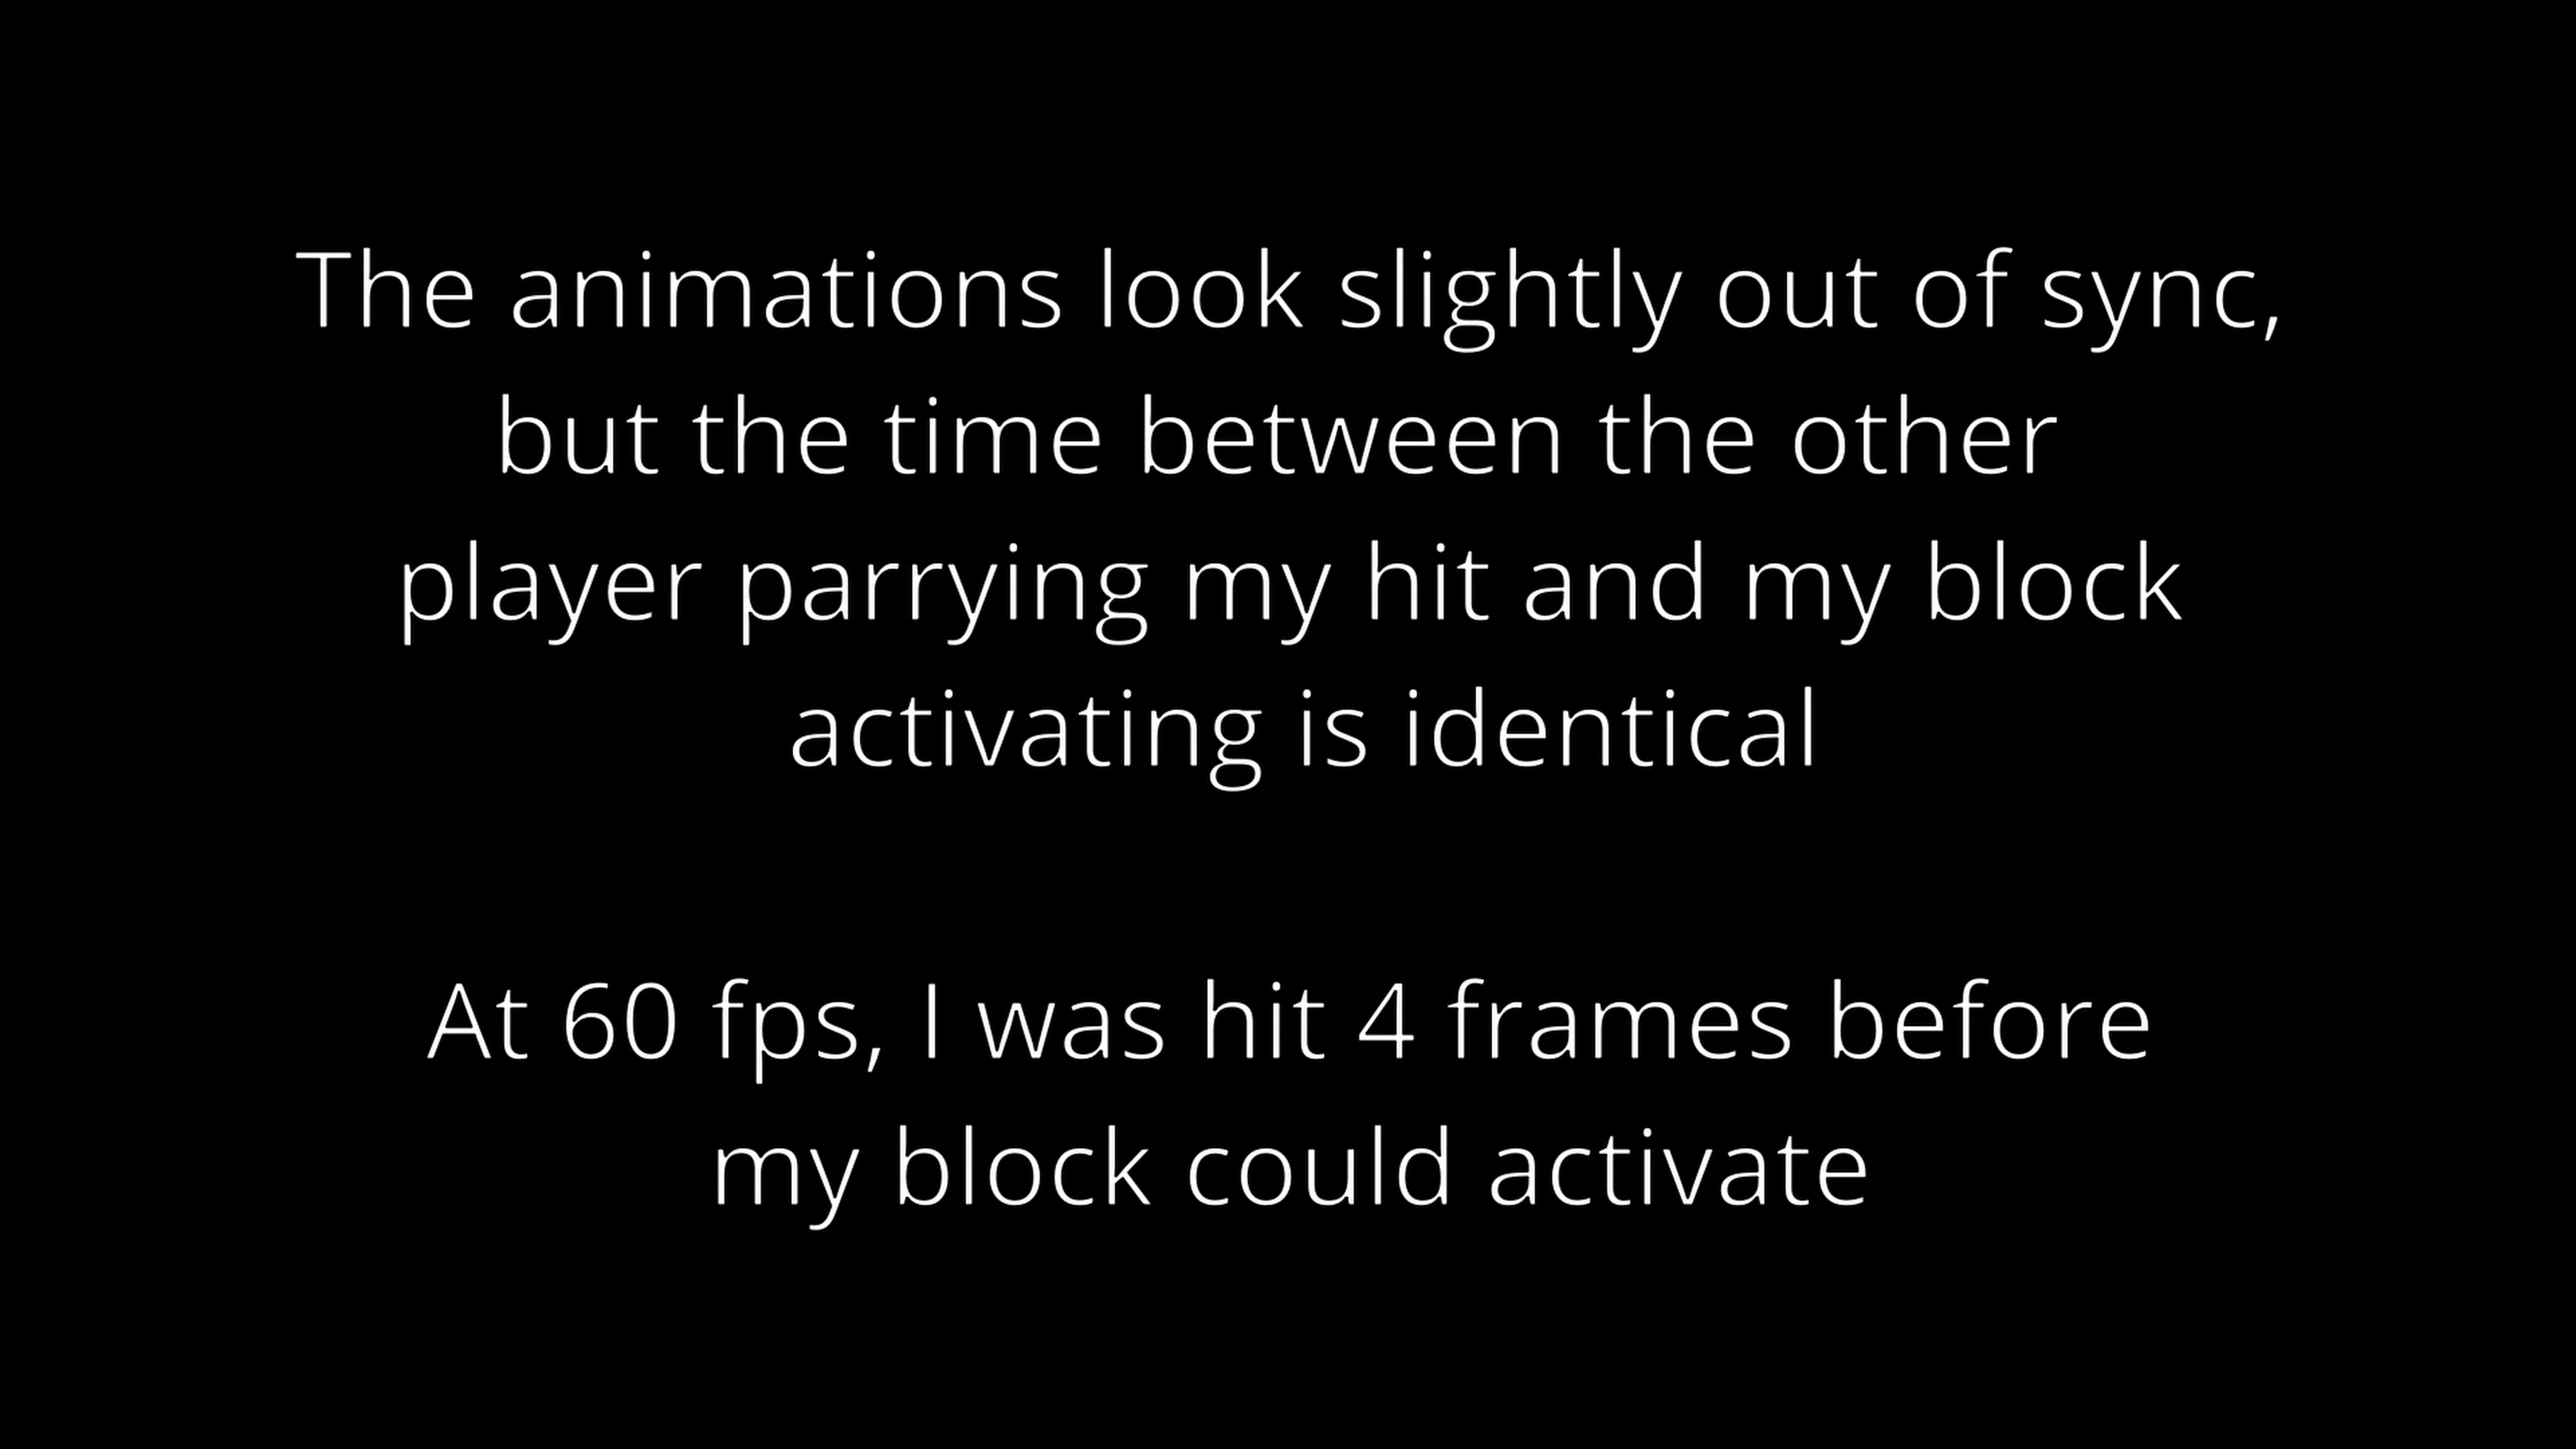 The animations look slightly out of sync,
but the time between the other
player parrying my hit and my block
activating is identical
At 60 fps, I was hit 4 frames before
my block could activate